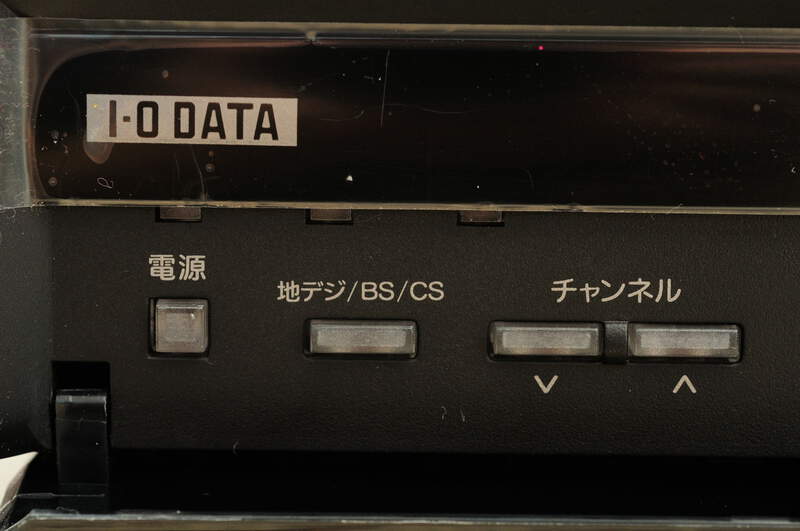 I-O DATA
電源
地デジ/BS/CS
チャンネル
∨
∧